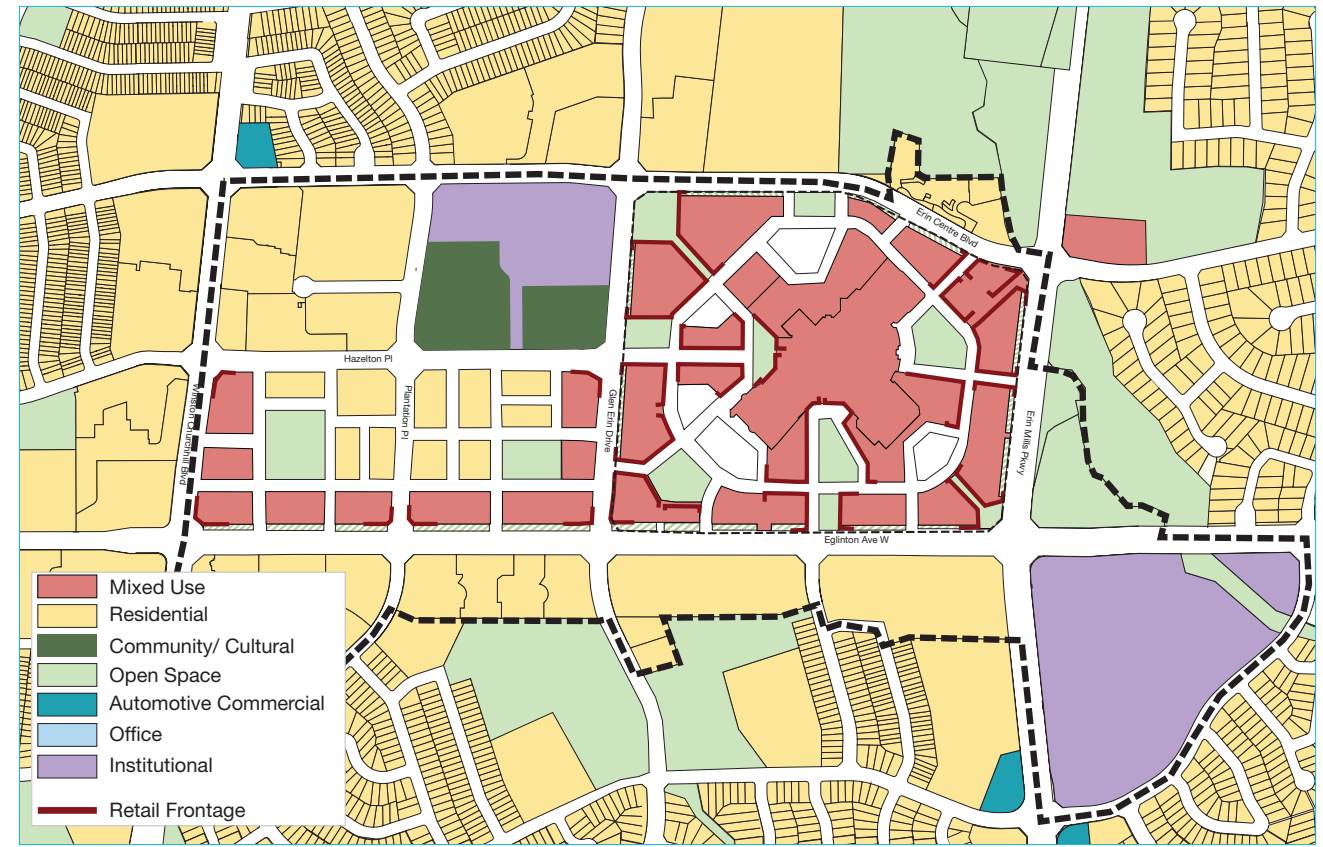 Erin Centre Blvd
Hazelton Pl
Winston Churchill Blvd
Plantation Pl
Glen Erin Drive
Erin Mills Pkwy
Eglinton Ave W
Mixed Use
Residential
Community/ Cultural
Open Space
Automotive Commercial
Office
Institutional
Retail Frontage